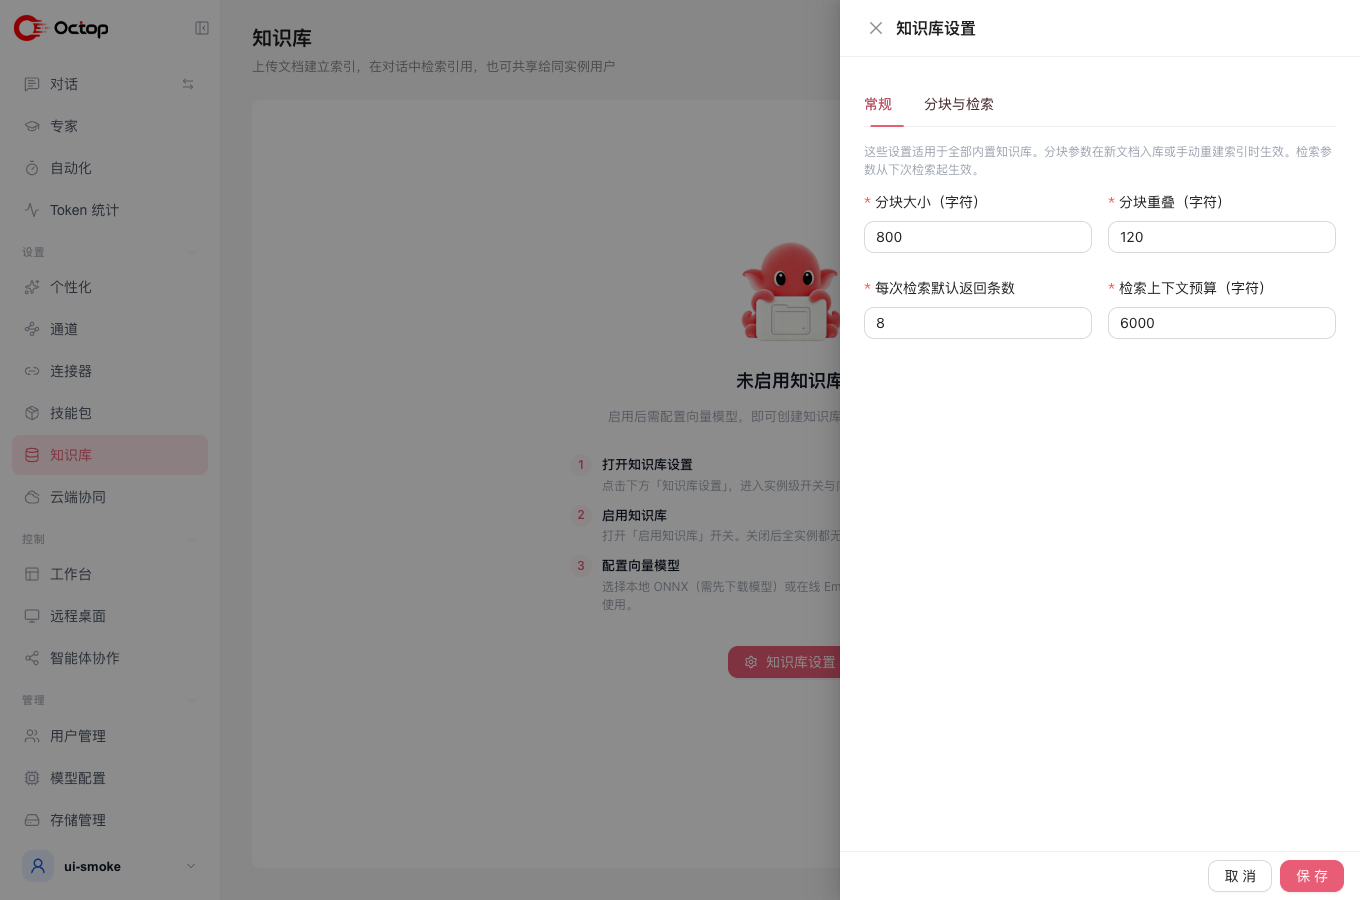 Octop
对话
专家
自动化
Token 统计
设置
个性化
通道
连接器
技能包
知识库
云端协同
控制
工作台
远程桌面
智能体协作
管理
用户管理
模型配置
存储管理
ui-smoke
知识库
上传文档建立索引，在对话中检索引用，也可共享给同实例用户
未启用知识库
启用后需配置向量模型，即可创建知识库
1 打开知识库设置
点击下方「知识库设置」，进入实例级开关与
2 启用知识库
打开「启用知识库」开关。关闭后全实例都无
3 配置向量模型
选择本地 ONNX（需先下载模型）或在线 Em
使用。
知识库设置
知识库设置
常规 分块与检索
这些设置适用于全部内置知识库。分块参数在新文档入库或手动重建索引时生效。检索参
数从下次检索起生效。
* 分块大小（字符） * 分块重叠（字符）
800 120
* 每次检索默认返回条数 * 检索上下文预算（字符）
8 6000
取 消 保 存